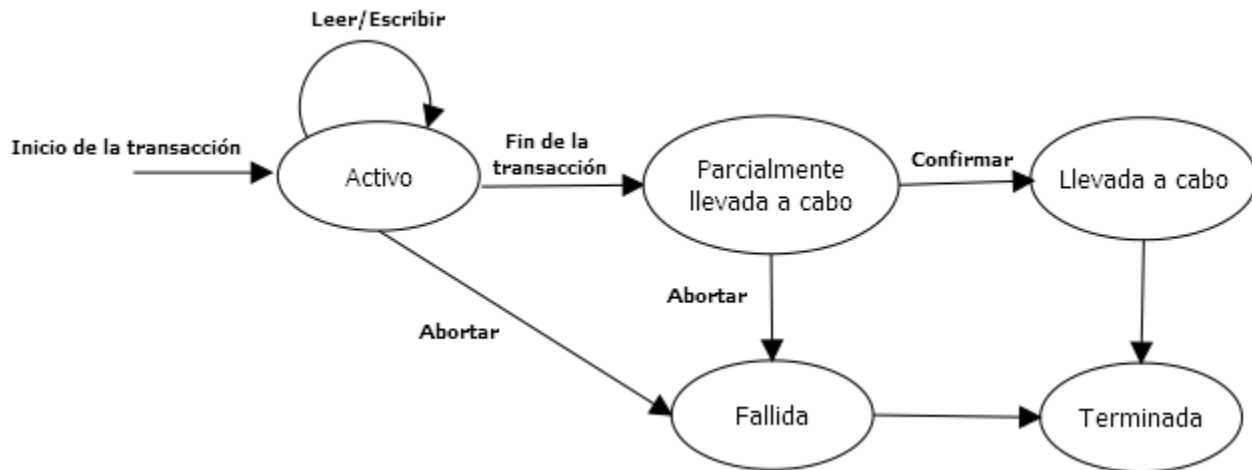 Leer/Escribir
Inicio de la transacción
Activo
Fin de la
transacción
Parcialmente
llevada a cabo
Confirmar
Llevada a cabo
Abortar
Abortar
Fallida
Terminada